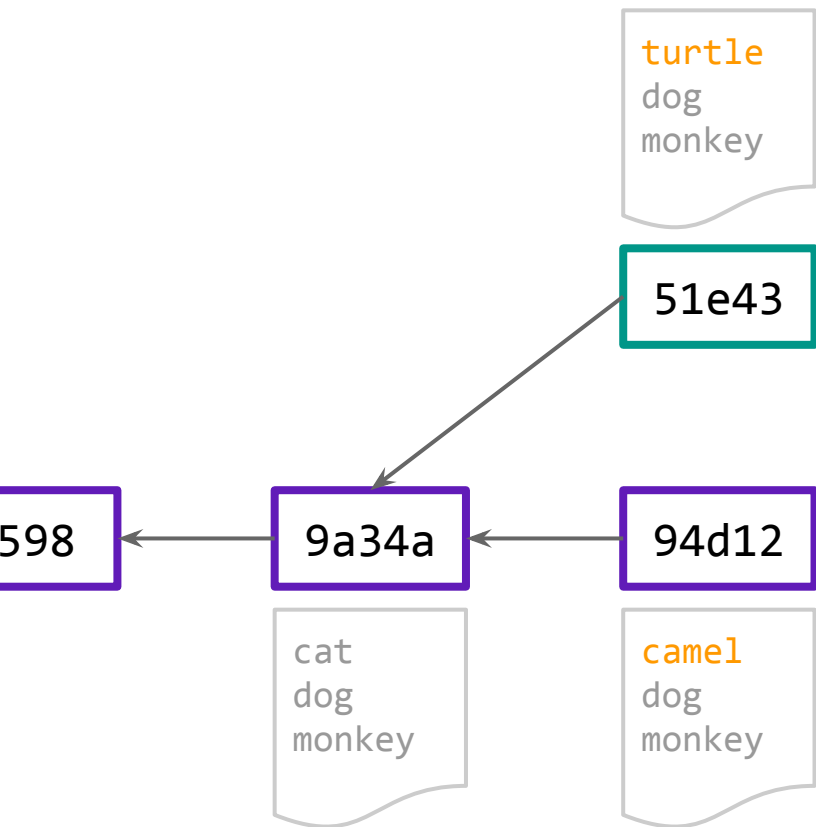 turtle
dog
monkey
51e43
598
9a34a
94d12
cat
dog
monkey
camel
dog
monkey